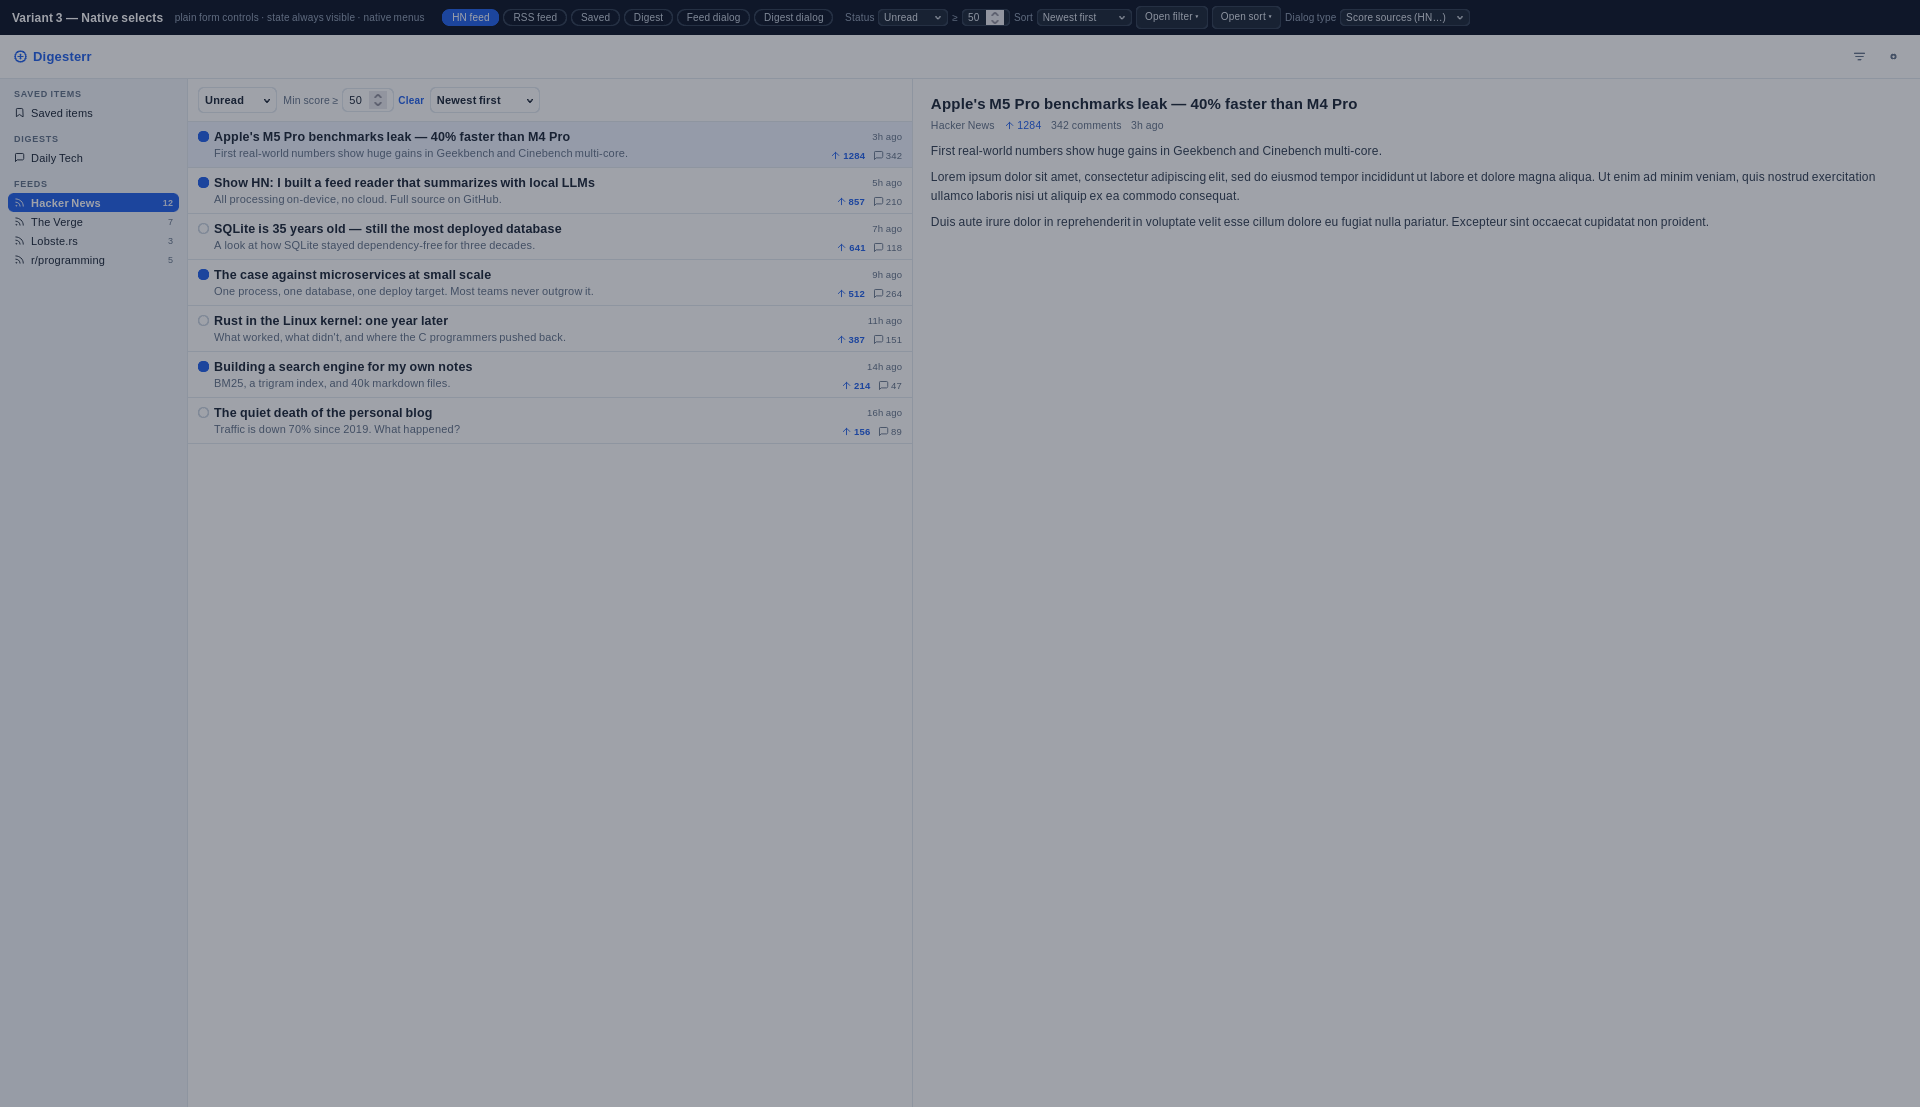 Variant 3 — Native selects plain form controls · state always visible · native menus HN feed RSS feed Saved Digest Feed dialog Digest dialog Status Unread ≥ 50 Sort Newest first Open filter ▾ Open sort ▾ Dialog type Score sources (HN…)
Digesterr
SAVED ITEMS
Saved items
DIGESTS
Daily Tech
FEEDS
Hacker News 12
The Verge 7
Lobste.rs 3
r/programming 5
Unread Min score ≥ 50 Clear Newest first
Apple's M5 Pro benchmarks leak — 40% faster than M4 Pro 3h ago
First real-world numbers show huge gains in Geekbench and Cinebench multi-core. 1284 342
Show HN: I built a feed reader that summarizes with local LLMs 5h ago
All processing on-device, no cloud. Full source on GitHub. 857 210
SQLite is 35 years old — still the most deployed database 7h ago
A look at how SQLite stayed dependency-free for three decades. 641 118
The case against microservices at small scale 9h ago
One process, one database, one deploy target. Most teams never outgrow it. 512 264
Rust in the Linux kernel: one year later 11h ago
What worked, what didn't, and where the C programmers pushed back. 387 151
Building a search engine for my own notes 14h ago
BM25, a trigram index, and 40k markdown files. 214 47
The quiet death of the personal blog 16h ago
Traffic is down 70% since 2019. What happened? 156 89
Apple's M5 Pro benchmarks leak — 40% faster than M4 Pro
Hacker News 1284 342 comments 3h ago
First real-world numbers show huge gains in Geekbench and Cinebench multi-core.
Lorem ipsum dolor sit amet, consectetur adipiscing elit, sed do eiusmod tempor incididunt ut labore et dolore magna aliqua. Ut enim ad minim veniam, quis nostrud exercitation
ullamco laboris nisi ut aliquip ex ea commodo consequat.
Duis aute irure dolor in reprehenderit in voluptate velit esse cillum dolore eu fugiat nulla pariatur. Excepteur sint occaecat cupidatat non proident.